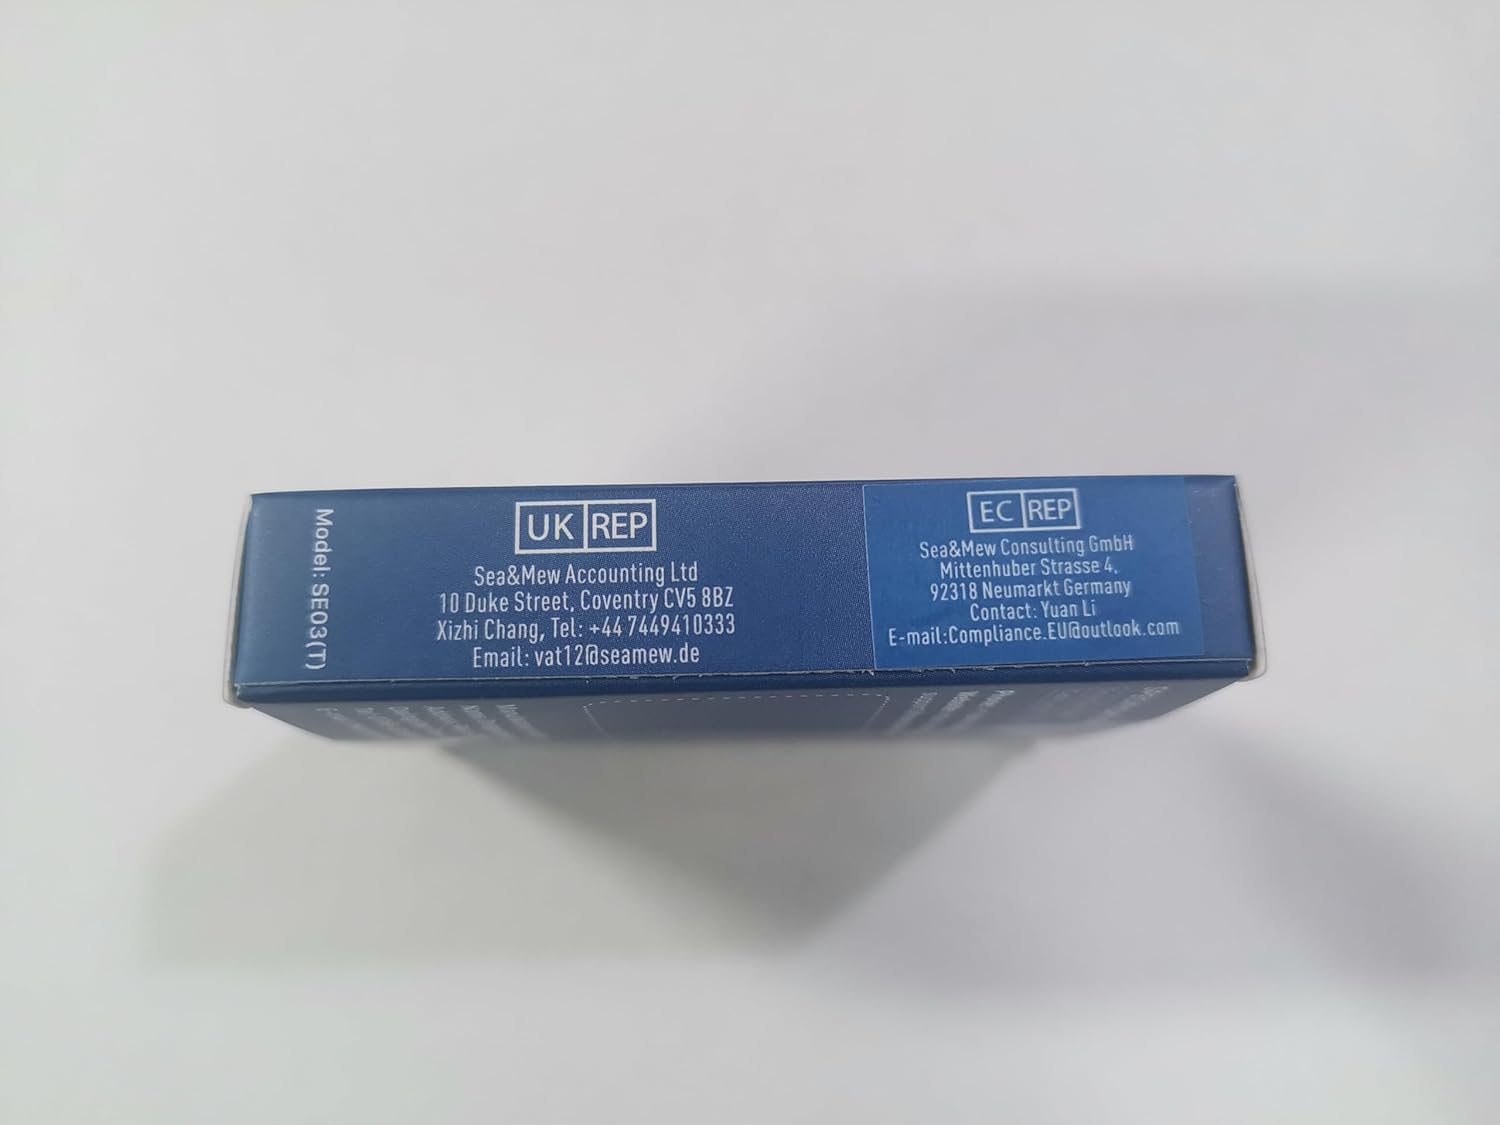 Model: SE03(T)
UK REP
Sea&Mew Accounting Ltd
10 Duke Street, Coventry CV5 8BZ
Xizhi Chang, Tel: +44 7449410333
Email: vat12@seamew.de
EC REP
Sea&Mew Consulting GmbH
Mittenhuber Strasse 4,
92318 Neumarkt Germany
Contact: Yuan Li
E-mail:Compliance.EU@outlook.com